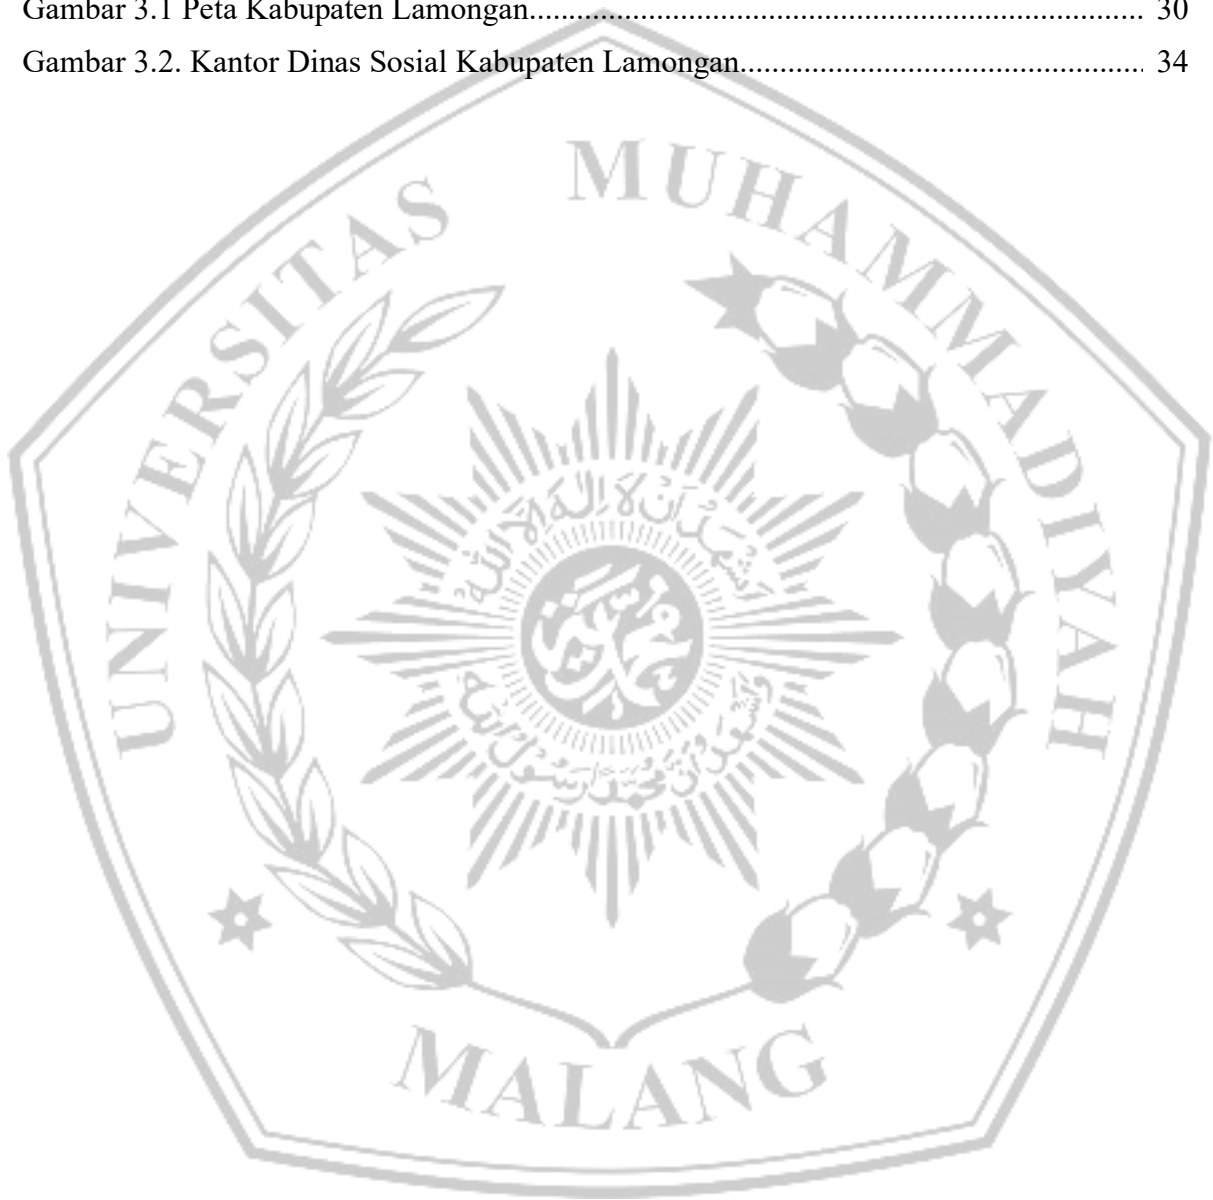 Gambar 3.1 Peta Kabupaten Lamongan.......................................................................... 30
Gambar 3.2. Kantor Dinas Sosial Kabupaten Lamongan................................................ 34
UNIVERSITAS MUHAMMADIYAH
MALANG